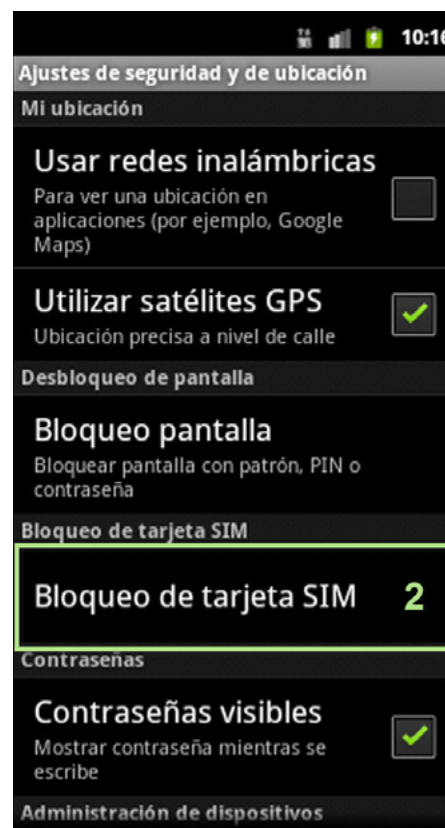 10:16
Ajustes de seguridad y de ubicación
Mi ubicación
Usar redes inalámbricas
Para ver una ubicación en
aplicaciones (por ejemplo, Google
Maps)
Utilizar satélites GPS
Ubicación precisa a nivel de calle
Desbloqueo de pantalla
Bloqueo pantalla
Bloquear pantalla con patrón, PIN o
contraseña
Bloqueo de tarjeta SIM
Bloqueo de tarjeta SIM 2
Contraseñas
Contraseñas visibles
Mostrar contraseña mientras se
escribe
Administración de dispositivos